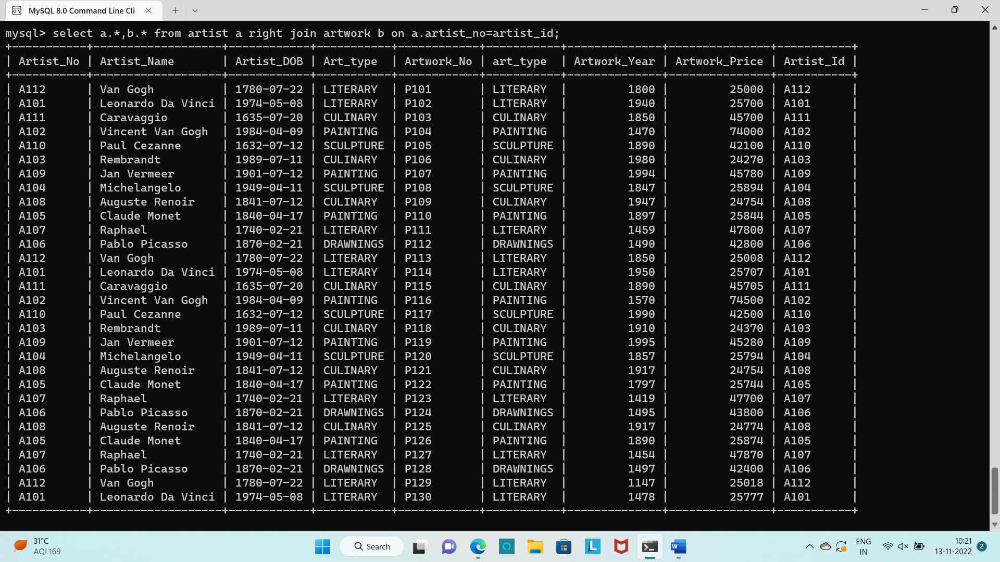 MySQL 8.0 Command Line Cli
mysql> select a.*,b.* from artist a right join artwork b on a.artist_no=artist_id;
+-----------+-------------------+------------+-----------+------------+-----------+--------------+---------------+-----------+
| Artist_No | Artist_Name       | Artist_DOB | Art_type  | Artwork_No | art_type  | Artwork_Year | Artwork_Price | Artist_Id |
+-----------+-------------------+------------+-----------+------------+-----------+--------------+---------------+-----------+
| A112      | Van Gogh          | 1780-07-22 | LITERARY  | P101       | LITERARY  |         1800 |         25000 | A112      |
| A101      | Leonardo Da Vinci | 1974-05-08 | LITERARY  | P102       | LITERARY  |         1940 |         25700 | A101      |
| A111      | Caravaggio        | 1635-07-20 | CULINARY  | P103       | CULINARY  |         1850 |         45700 | A111      |
| A102      | Vincent Van Gogh  | 1984-04-09 | PAINTING  | P104       | PAINTING  |         1470 |         74000 | A102      |
| A110      | Paul Cezanne      | 1632-07-12 | SCULPTURE | P105       | SCULPTURE |         1890 |         42100 | A110      |
| A103      | Rembrandt         | 1989-07-11 | CULINARY  | P106       | CULINARY  |         1980 |         24270 | A103      |
| A109      | Jan Vermeer       | 1901-07-12 | PAINTING  | P107       | PAINTING  |         1994 |         45780 | A109      |
| A104      | Michelangelo      | 1949-04-11 | SCULPTURE | P108       | SCULPTURE |         1847 |         25894 | A104      |
| A108      | Auguste Renoir    | 1841-07-12 | CULINARY  | P109       | CULINARY  |         1947 |         24754 | A108      |
| A105      | Claude Monet      | 1840-04-17 | PAINTING  | P110       | PAINTING  |         1897 |         25844 | A105      |
| A107      | Raphael           | 1740-02-21 | LITERARY  | P111       | LITERARY  |         1459 |         47800 | A107      |
| A106      | Pablo Picasso     | 1870-02-21 | DRAWNINGS | P112       | DRAWNINGS |         1490 |         42800 | A106      |
| A112      | Van Gogh          | 1780-07-22 | LITERARY  | P113       | LITERARY  |         1850 |         25008 | A112      |
| A101      | Leonardo Da Vinci | 1974-05-08 | LITERARY  | P114       | LITERARY  |         1950 |         25707 | A101      |
| A111      | Caravaggio        | 1635-07-20 | CULINARY  | P115       | CULINARY  |         1890 |         45705 | A111      |
| A102      | Vincent Van Gogh  | 1984-04-09 | PAINTING  | P116       | PAINTING  |         1570 |         74500 | A102      |
| A110      | Paul Cezanne      | 1632-07-12 | SCULPTURE | P117       | SCULPTURE |         1990 |         42500 | A110      |
| A103      | Rembrandt         | 1989-07-11 | CULINARY  | P118       | CULINARY  |         1910 |         24370 | A103      |
| A109      | Jan Vermeer       | 1901-07-12 | PAINTING  | P119       | PAINTING  |         1995 |         45280 | A109      |
| A104      | Michelangelo      | 1949-04-11 | SCULPTURE | P120       | SCULPTURE |         1857 |         25794 | A104      |
| A108      | Auguste Renoir    | 1841-07-12 | CULINARY  | P121       | CULINARY  |         1917 |         24754 | A108      |
| A105      | Claude Monet      | 1840-04-17 | PAINTING  | P122       | PAINTING  |         1797 |         25744 | A105      |
| A107      | Raphael           | 1740-02-21 | LITERARY  | P123       | LITERARY  |         1419 |         47700 | A107      |
| A106      | Pablo Picasso     | 1870-02-21 | DRAWNINGS | P124       | DRAWNINGS |         1495 |         43800 | A106      |
| A108      | Auguste Renoir    | 1841-07-12 | CULINARY  | P125       | CULINARY  |         1917 |         24774 | A108      |
| A105      | Claude Monet      | 1840-04-17 | PAINTING  | P126       | PAINTING  |         1890 |         25874 | A105      |
| A107      | Raphael           | 1740-02-21 | LITERARY  | P127       | LITERARY  |         1454 |         47870 | A107      |
| A106      | Pablo Picasso     | 1870-02-21 | DRAWNINGS | P128       | DRAWNINGS |         1497 |         42400 | A106      |
| A112      | Van Gogh          | 1780-07-22 | LITERARY  | P129       | LITERARY  |         1147 |         25018 | A112      |
| A101      | Leonardo Da Vinci | 1974-05-08 | LITERARY  | P130       | LITERARY  |         1478 |         25777 | A101      |
+-----------+-------------------+------------+-----------+------------+-----------+--------------+---------------+-----------+
31°C
AQI 169
Search
ENG
IN
10:21
13-11-2022
2